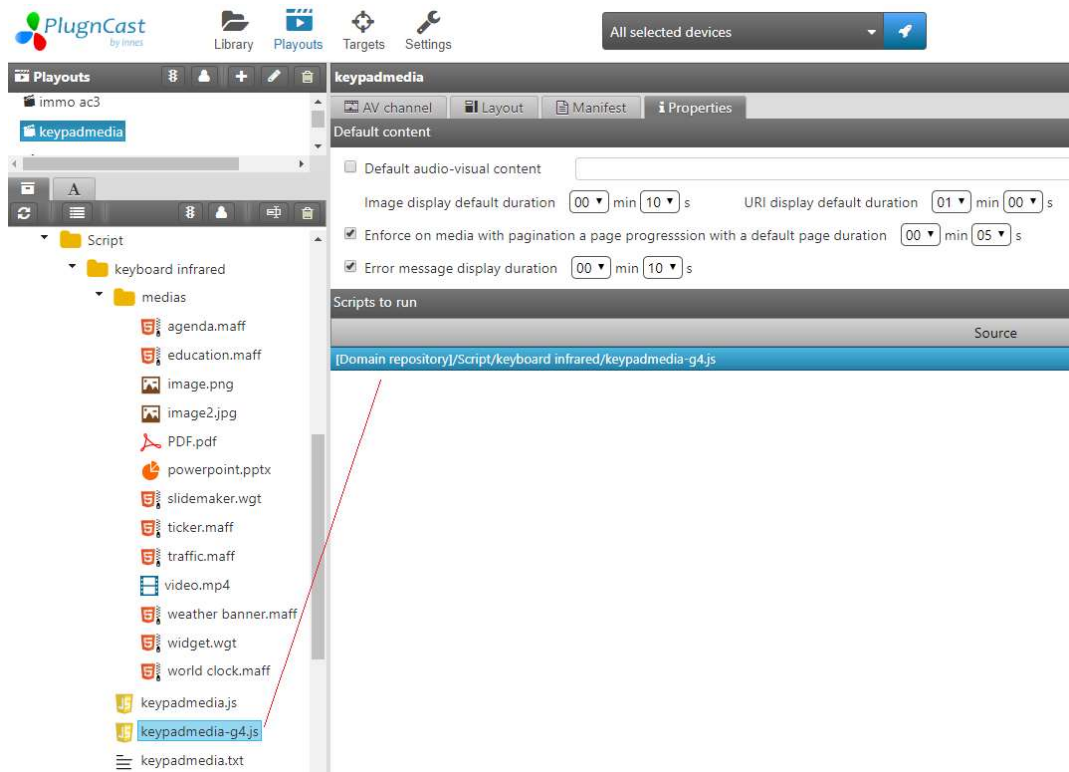 PlugnCast
by innes
Library
Playouts
Targets
Settings
All selected devices
Playouts
immo ac3
keypadmedia
A
Script
keyboard infrared
medias
agenda.maff
education.maff
image.png
image2.jpg
PDF.pdf
powerpoint.pptx
slidemaker.wgt
ticker.maff
traffic.maff
video.mp4
weather banner.maff
widget.wgt
world clock.maff
keypadmedia.js
keypadmedia-g4.js
keypadmedia.txt
keypadmedia
AV channel Layout Manifest Properties
Default content
Default audio-visual content
Image display default duration 00 min 10 s URI display default duration 01 min 00 s
Enforce on media with pagination a page progresssion with a default page duration 00 min 05 s
Error message display duration 00 min 10 s
Scripts to run
Source
[Domain repository]/Script/keyboard infrared/keypadmedia-g4.js